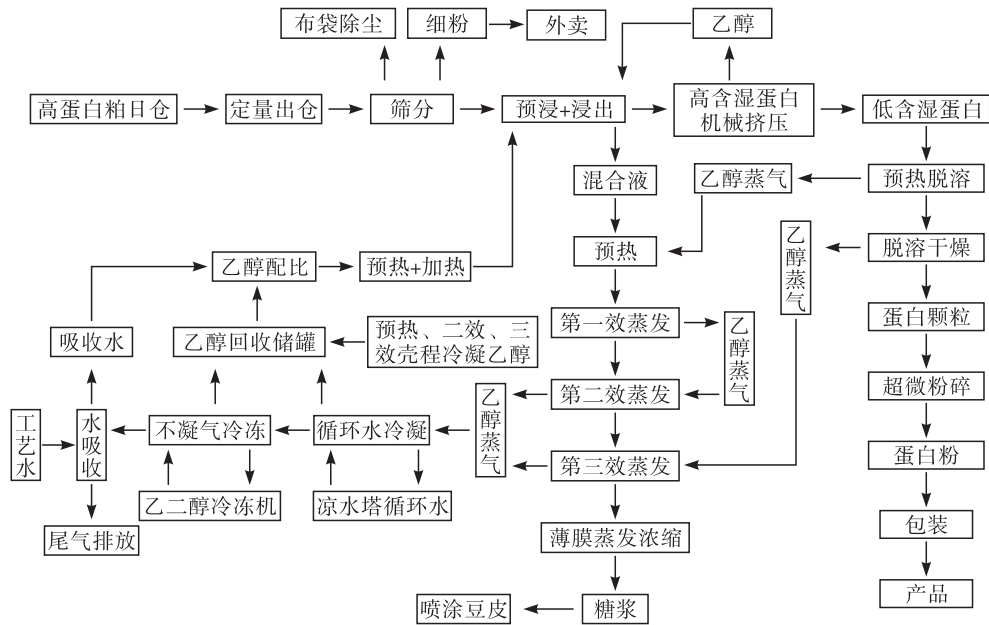 布袋除尘
细粉
外卖
乙醇
高蛋白粕日仓
定量出仓
筛分
预浸+浸出
高含湿蛋白
机械挤压
低含湿蛋白
混合液
乙醇蒸气
预热脱溶
预热
乙醇蒸气
脱溶干燥
乙醇配比
预热+加热
蛋白颗粒
吸收水
乙醇回收储罐
预热、二效、三
效壳程冷凝乙醇
第一效蒸发
乙醇蒸气
超微粉碎
第二效蒸发
乙醇蒸气
工艺水
水吸收
不凝气冷冻
循环水冷凝
第三效蒸发
蛋白粉
乙二醇冷冻机
凉水塔循环水
包装
尾气排放
薄膜蒸发浓缩
产品
喷涂豆皮
糖浆